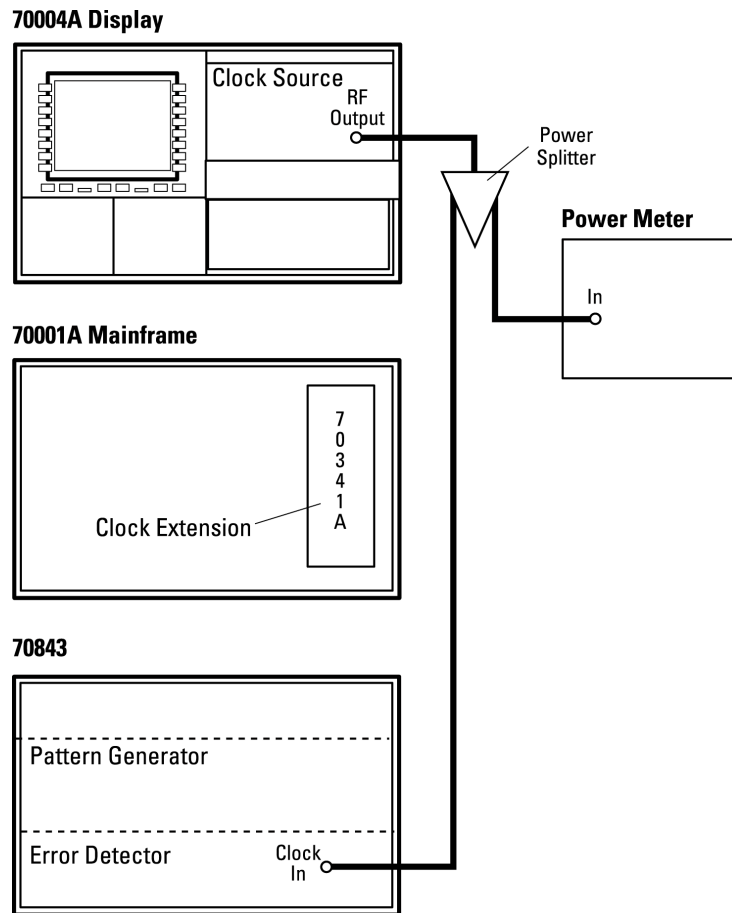 70004A Display
Clock Source
RF
Output
Power
Splitter
Power Meter
In
70001A Mainframe
7
0
3
4
1
A
Clock Extension
70843
Pattern Generator
Error Detector
Clock
In